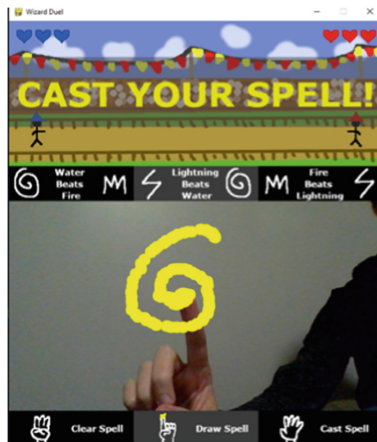 Wizard Duel
CAST YOUR SPELL!
Water
Beats
Fire
Lightning
Beats
Water
Fire
Beats
Lightning
Clear Spell
Draw Spell
Cast Spell